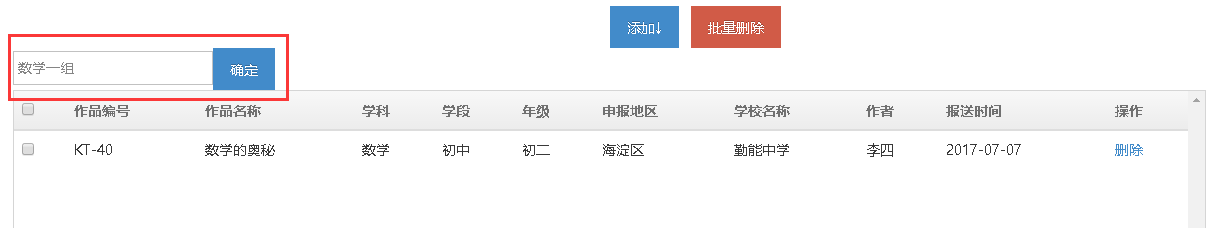 添加↓ 批量删除
数学一组 确定
作品编号 作品名称 学科 学段 年级 申报地区 学校名称 作者 报送时间 操作
KT-40 数学的奥秘 数学 初中 初二 海淀区 勤能中学 李四 2017-07-07 删除